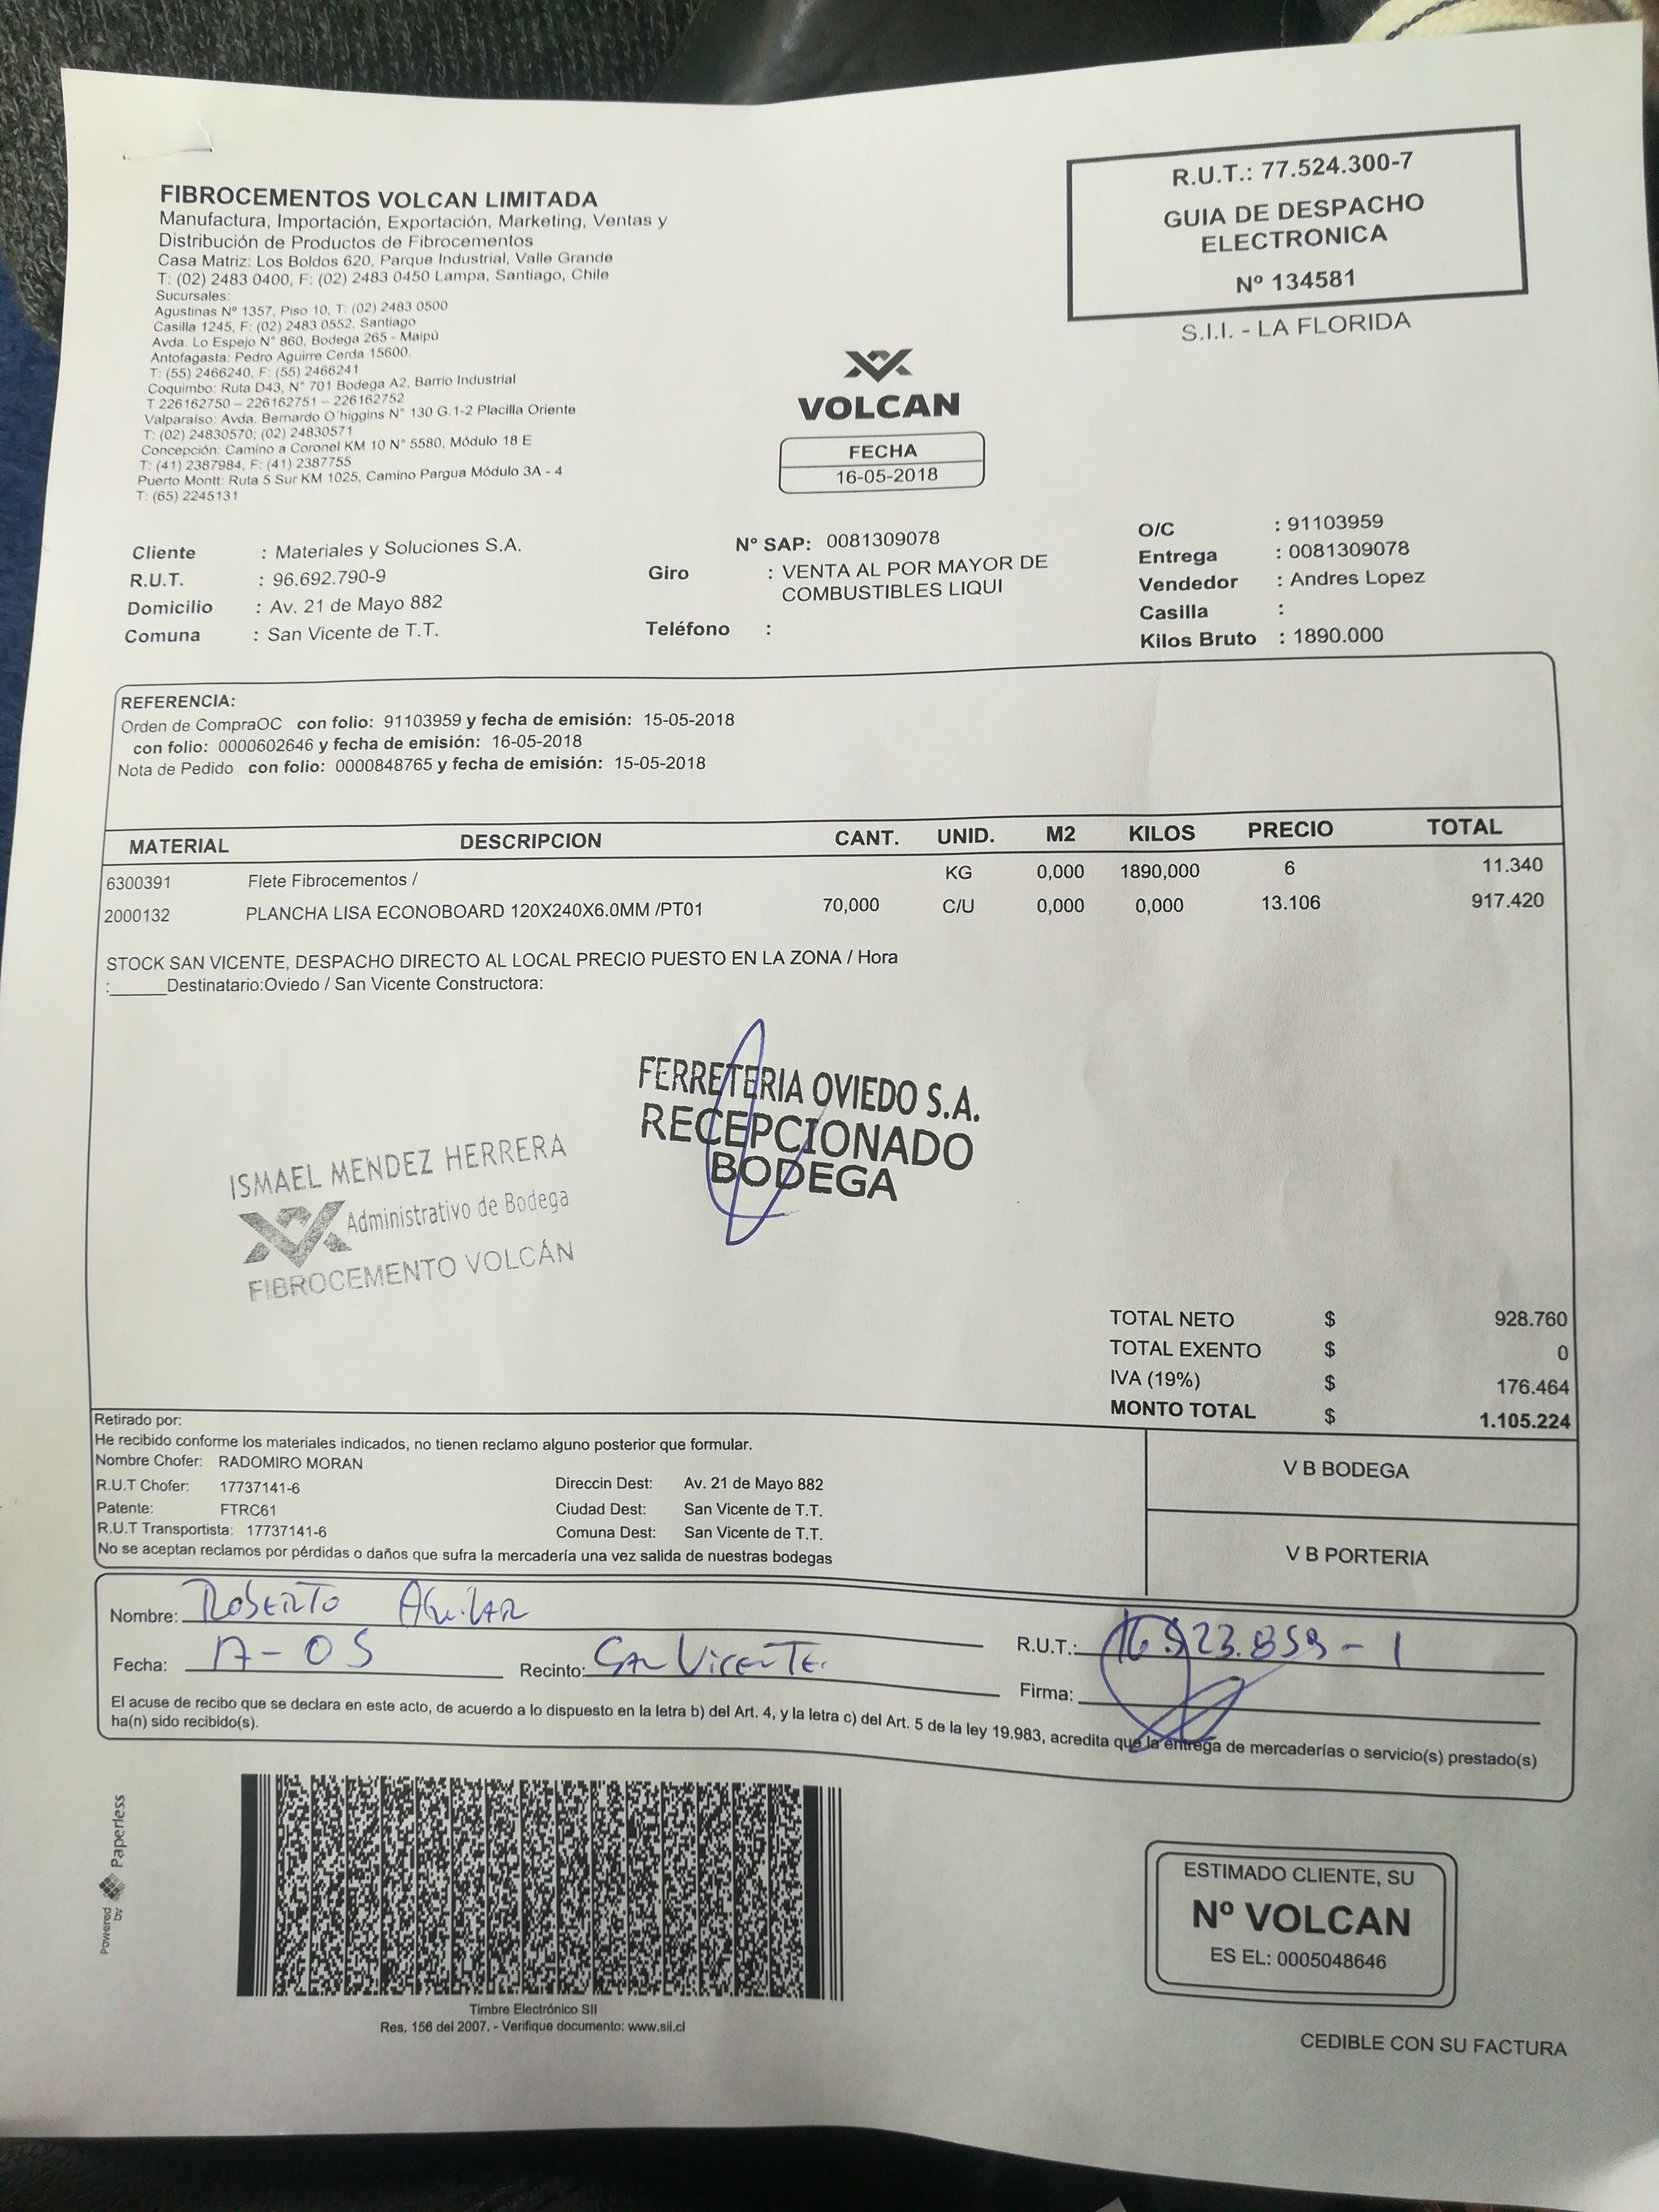 FIBROCEMENTOS VOLCAN LIMITADA
Manufactura, Importación, Exportación, Marketing, Ventas y
Distribución de Productos de Fibrocementos
Casa Matriz: Los Boldos 620, Parque Industrial, Valle Grande
T: (02) 2483 0400, F: (02) 2483 0450 Lampa, Santiago, Chile
Sucursales:
Agustinas Nº 1357, Piso 10, T: (02) 2483 0500
Casilla 1245, F: (02) 2483 0552, Santiago
Avda. Lo Espejo N° 860, Bodega 265 - Maipú
Antofagasta: Pedro Aguirre Cerda 15600.
T: (55) 2466240, F: (55) 2466241
Coquimbo: Ruta D43, N° 701 Bodega A2, Barrio Industrial
T 226162750 – 226162751 – 226162752
Valparaíso: Avda. Bernardo O'higgins N° 130 G.1-2 Placilla Oriente
T: (02) 24830570; (02) 24830571
Concepción: Camino a Coronel KM 10 N° 5580, Módulo 18 E
T: (41) 2387984, F: (41) 2387755
Puerto Montt: Ruta 5 Sur KM 1025, Camino Pargua Módulo 3A - 4
T: (65) 2245131
R.U.T.: 77.524.300-7
GUIA DE DESPACHO
ELECTRONICA
Nº 134581
S.I.I. - LA FLORIDA
VOLCAN
FECHA
16-05-2018
Cliente : Materiales y Soluciones S.A.
R.U.T. : 96.692.790-9
Domicilio : Av. 21 de Mayo 882
Comuna : San Vicente de T.T.
N° SAP: 0081309078
Giro : VENTA AL POR MAYOR DE
COMBUSTIBLES LIQUI
Teléfono :
O/C : 91103959
Entrega : 0081309078
Vendedor : Andres Lopez
Casilla :
Kilos Bruto : 1890.000
REFERENCIA:
Orden de CompraOC con folio: 91103959 y fecha de emisión: 15-05-2018
con folio: 0000602646 y fecha de emisión: 16-05-2018
Nota de Pedido con folio: 0000848765 y fecha de emisión: 15-05-2018
MATERIAL DESCRIPCION CANT. UNID. M2 KILOS PRECIO TOTAL
6300391 Flete Fibrocementos / KG 0,000 1890,000 6 11.340
2000132 PLANCHA LISA ECONOBOARD 120X240X6.0MM /PT01 70,000 C/U 0,000 0,000 13.106 917.420
STOCK SAN VICENTE, DESPACHO DIRECTO AL LOCAL PRECIO PUESTO EN LA ZONA / Hora
:______Destinatario:Oviedo / San Vicente Constructora:
FERRETERIA OVIEDO S.A.
RECEPCIONADO
BODEGA
ISMAEL MENDEZ HERRERA
Administrativo de Bodega
FIBROCEMENTO VOLCÁN
TOTAL NETO $ 928.760
TOTAL EXENTO $ 0
IVA (19%) $ 176.464
MONTO TOTAL $ 1.105.224
Retirado por:
He recibido conforme los materiales indicados, no tienen reclamo alguno posterior que formular.
Nombre Chofer: RADOMIRO MORAN
R.U.T Chofer: 17737141-6 Direccin Dest: Av. 21 de Mayo 882
Patente: FTRC61 Ciudad Dest: San Vicente de T.T.
R.U.T Transportista: 17737141-6 Comuna Dest: San Vicente de T.T.
No se aceptan reclamos por pérdidas o daños que sufra la mercadería una vez salida de nuestras bodegas
V B BODEGA
V B PORTERIA
Nombre: Roberto Aguilar
R.U.T.:
Fecha: 17-05 Recinto: San Vicente.
Firma:
El acuse de recibo que se declara en este acto, de acuerdo a lo dispuesto en la letra b) del Art. 4, y la letra c) del Art. 5 de la ley 19.983, acredita que la entrega de mercaderías o servicio(s) prestado(s)
ha(n) sido recibido(s).
Powered by Paperless
Timbre Electrónico SII
Res. 156 del 2007. - Verifique documento: www.sii.cl
ESTIMADO CLIENTE, SU
Nº VOLCAN
ES EL: 0005048646
CEDIBLE CON SU FACTURA